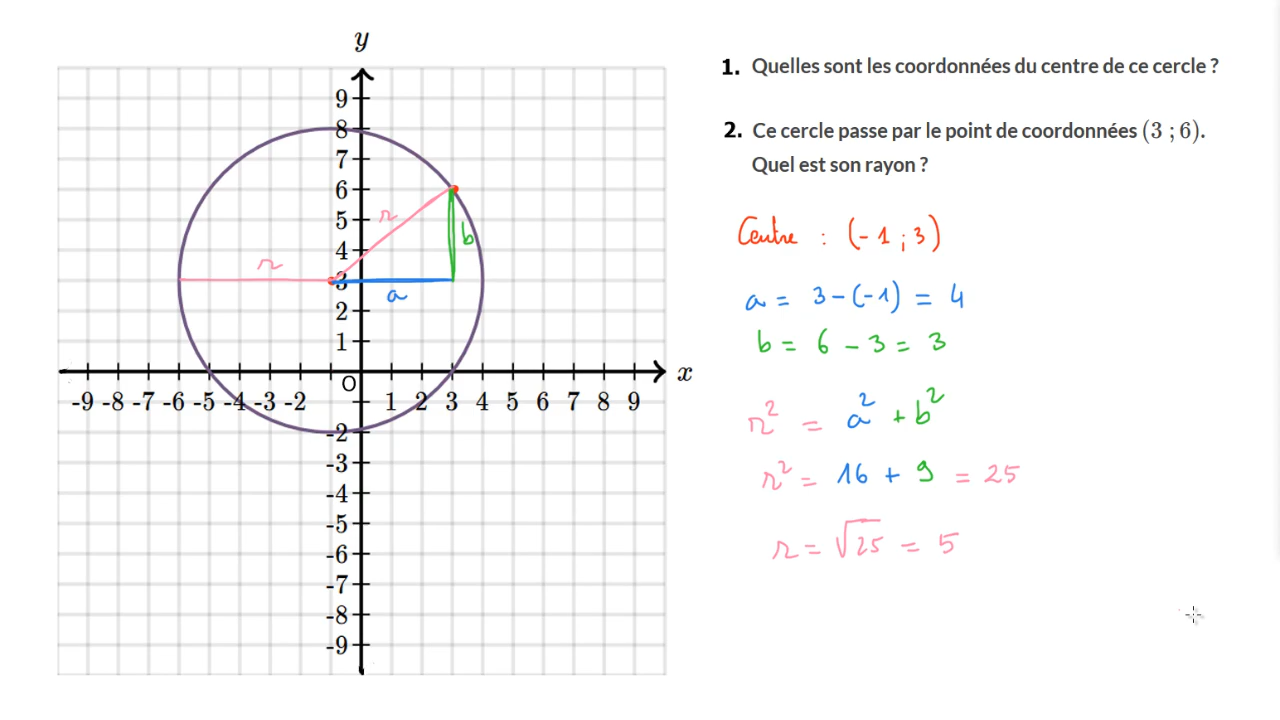 y
9
8
7
6
5
4
3
2
1
O
x
-9 -8 -7 -6 -5 -4 -3 -2 1 2 3 4 5 6 7 8 9
-2
-3
-4
-5
-6
-7
-8
-9
r
r
b
a
1. Quelles sont les coordonnées du centre de ce cercle ?
2. Ce cercle passe par le point de coordonnées (3 ; 6).
Quel est son rayon ?
Centre : (-1 ; 3)
a = 3 - (-1) = 4
b = 6 - 3 = 3
r² = a² + b²
r² = 16 + 9 = 25
r = √25 = 5